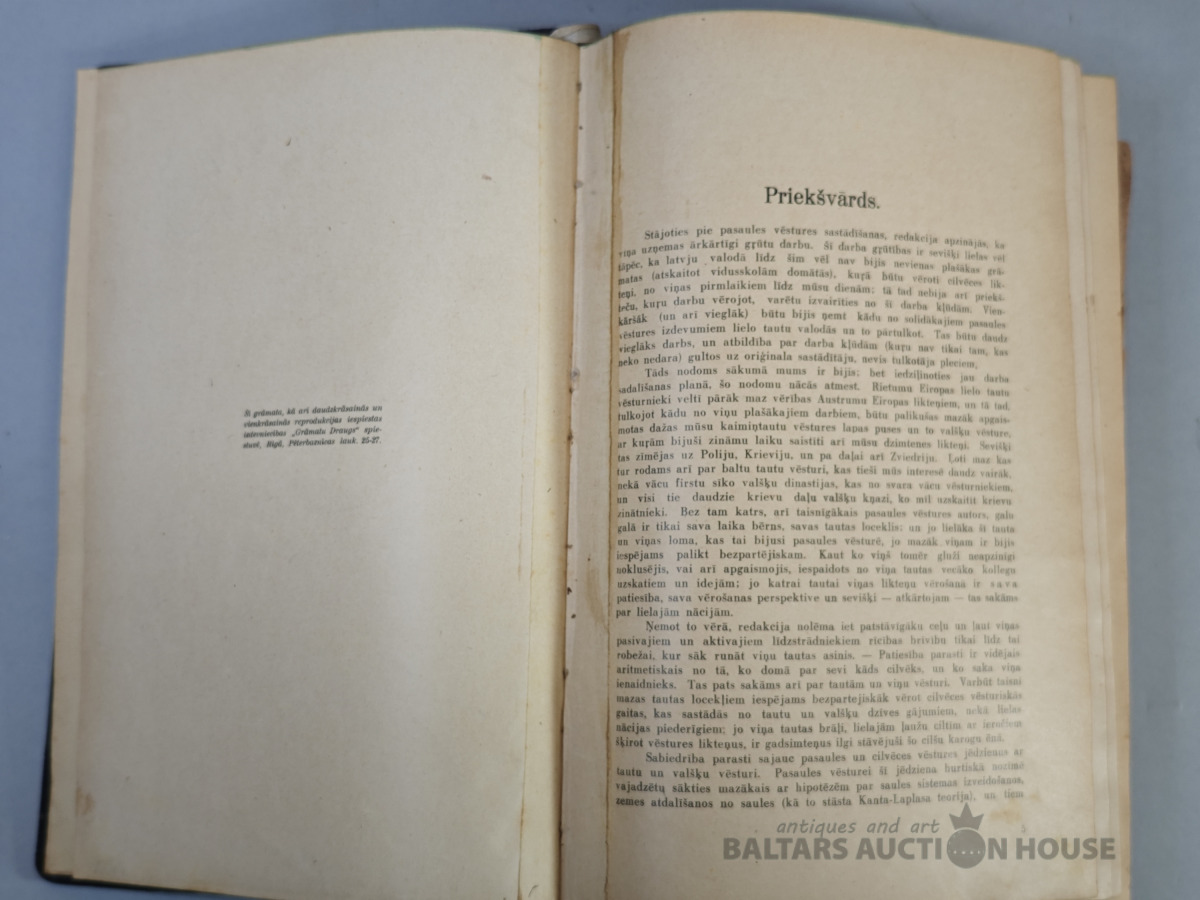 Šī grāmata, kā arī daudzkrāsainās un
vienkrāsainās reprodukcijas iespiestas
izdevniecības „Grāmatu Draugs“ spie-
stuvē, Rīgā, Pēterbaznīcas lauk. 25-27.
Priekšvārds.
Stājoties pie pasaules vēstures sastādīšanas, redakcija apzinājās, ka
viņa uzņemas ārkārtīgi grūtu darbu. Šī darba grūtības ir sevišķi lielas vēl
tāpēc, ka latvju valodā līdz šim vēl nav bijis nevienas plašākas grā-
matas (atskaitot vidusskolām domātās), kuŗā būtu vēroti cilvēces lik-
teņi, no viņas pirmlaikiem līdz mūsu dienām; tā tad nebija arī priekš-
teču, kuŗu darbu vērojot, varētu izvairīties no šī darba kļūdām. Vien-
kāršāk (un arī vieglāk) būtu bijis ņemt kādu no solidākajiem pasaules
vēstures izdevumiem lielo tautu valodās un to pārtulkot. Tas būtu daudz
vieglāks darbs, un atbildība par darba kļūdām (kuŗu nav tikai tam, kas
neko nedara) gultos uz oriģinala sastādītāju, nevis tulkotāja pleciem.
Tāds nodoms sākumā mums ir bijis; bet iedziļinoties jau darba
sadalīšanas planā, šo nodomu nācās atmest. Rietumu Eiropas lielo tautu
vēsturnieki velti pārāk maz vērības Austrumu Eiropas likteņiem, un tā tad,
tulkojot kādu no viņu plašākajiem darbiem, būtu palikušas mazāk apgais-
motas dažas mūsu kaimiņtautu vēstures lapas puses un to valšķu vēsture,
ar kuŗām bijuši zināmu laiku saistīti arī mūsu dzimtenes likteņi. Sevišķi
tas zīmējas uz Poliju, Krieviju, un pa daļai arī Zviedriju. Ļoti maz kas
tur rodams arī par baltu tautu vēsturi, kas tieši mūs interesē daudz vairāk,
nekā vācu firstu sīko valšķu dinastijas, kas no svara vācu vēsturniekiem,
un visi tie daudzie krievu daļu valšķu kņazi, ko mīl uzskaitīt krievu
zinātnieki. Bez tam katrs, arī taisnīgākais pasaules vēstures autors, galu
galā ir tikai sava laika bērns, savas tautas loceklis; un jo lielāka šī tauta
un viņas loma, kas tai bijusi pasaules vēsturē, jo mazāk viņam ir bijis
iespējams palikt bezpartējiskam. Kaut ko viņš tomēr gluži neapzinīgi
noklusējis, vai arī apgaismojis, iespaidots no viņa tautas vecāko kollegu
uzskatiem un idejām; jo katrai tautai viņas likteņu vērošanā ir sava
patiesība, sava vērošanas perspektive un sevišķi — atkārtojam — tas sakāms
par lielajām nācijām.
Ņemot to vērā, redakcija nolēma iet patstāvīgāku ceļu un ļaut viņas
pasivajiem un aktivajiem līdzstrādniekiem rīcības brīvību tikai līdz tai
robežai, kur sāk runāt viņu tautas asinis. — Patiesība parasti ir vidējais
aritmetiskais no tā, ko domā par sevi kāds cilvēks, un ko saka viņa
ienaidnieks. Tas pats sakāms arī par tautām un viņu vēsturi. Varbūt taisni
mazas tautas locekļiem iespējams bezpartejiskāk vērot cilvēces vēsturiskās
gaitas, kas sastādās no tautu un valšķu dzīves gājumiem, nekā lielas
nācijas piederīgiem; jo viņa tautas brāļi, lielajām ļaužu ciltīm ar ieročiem
šķirot vēstures likteņus, ir gadsimteņus ilgi stāvējuši šo cilšu karogu ēnā.
Sabiedrība parasti sajauc pasaules un cilvēces vēstures jēdzienus ar
tautu un valšķu vēsturi. Pasaules vēsturei šī jēdziena burtiskā nozīmē
vajadzētu sākties mazākais ar hipotēzēm par saules sistemas izveidošanos,
zemes atdalīšanos no saules (kā to stāsta Kanta-Laplasa teorija), un tiem
5
antiques and art
BALTARS AUCTION HOUSE